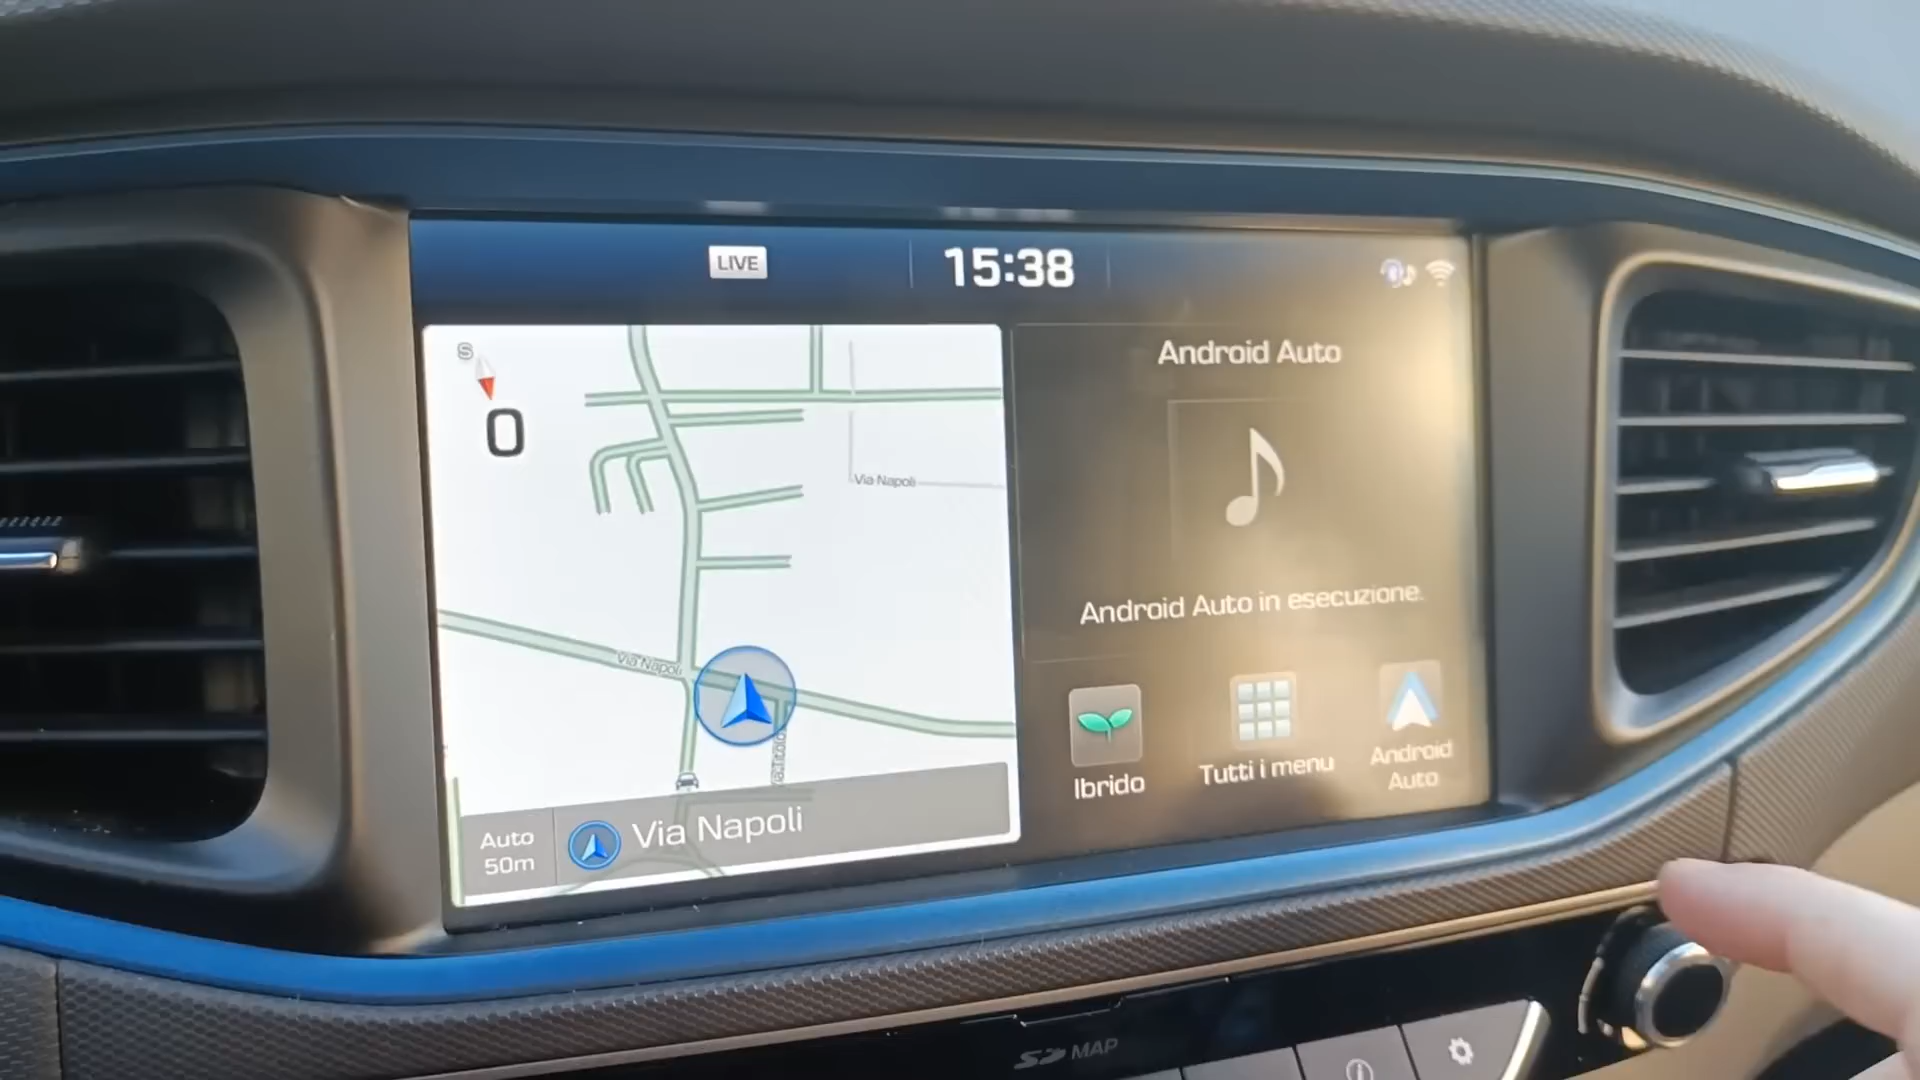 LIVE
15:38
S
0
Via Napoli
Via Napoli
Auto
50m
Via Napoli
Android Auto
Android Auto in esecuzione.
Ibrido
Tutti i menu
Android
Auto
SD MAP